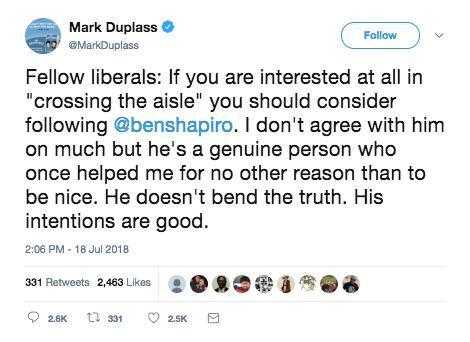 Mark Duplass
@MarkDuplass
Follow
Fellow liberals: If you are interested at all in
"crossing the aisle" you should consider
following @benshapiro. I don't agree with him
on much but he's a genuine person who
once helped me for no other reason than to
be nice. He doesn't bend the truth. His
intentions are good.
2:06 PM - 18 Jul 2018
331 Retweets 2,463 Likes
2.6K 331 2.5K